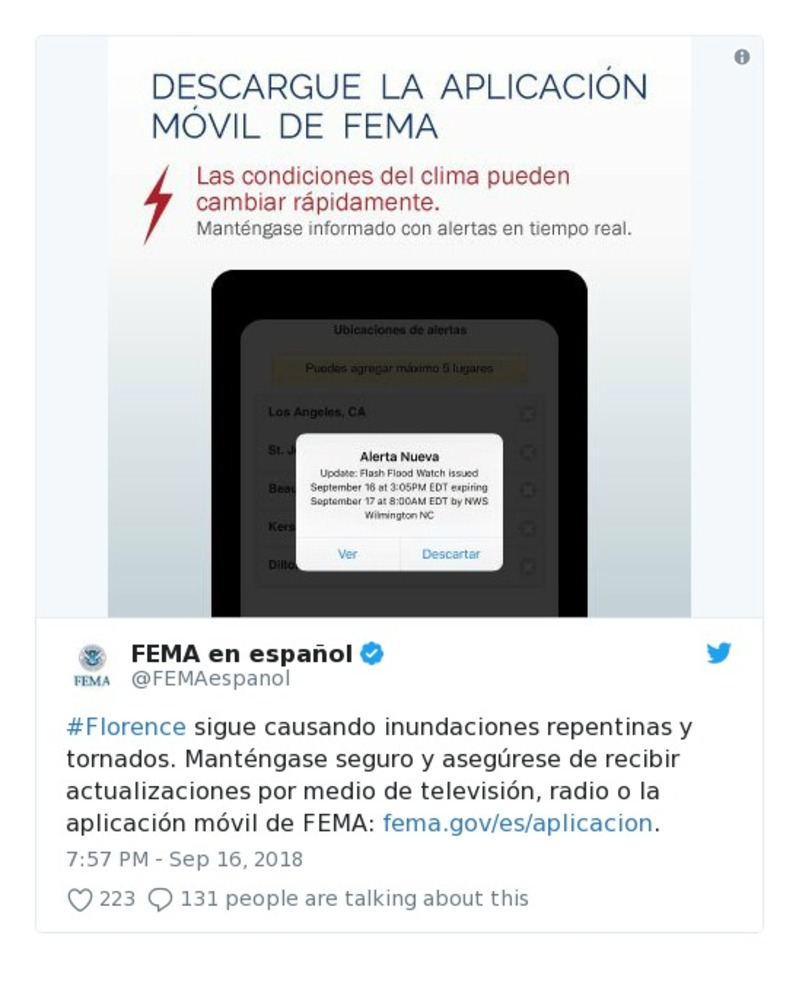 DESCARGUE LA APLICACIÓN
MÓVIL DE FEMA
Las condiciones del clima pueden
cambiar rápidamente.
Manténgase informado con alertas en tiempo real.
Ubicaciones de alertas
Puedes agregar máximo 5 lugares
Los Angeles, CA
St. J
Beau
Kers
Dillo
Alerta Nueva
Update: Flash Flood Watch issued
September 16 at 3:05PM EDT expiring
September 17 at 8:00AM EDT by NWS
Wilmington NC
Ver Descartar
FEMA
FEMA en español
@FEMAespanol
#Florence sigue causando inundaciones repentinas y
tornados. Manténgase seguro y asegúrese de recibir
actualizaciones por medio de televisión, radio o la
aplicación móvil de FEMA: fema.gov/es/aplicacion.
7:57 PM - Sep 16, 2018
223 131 people are talking about this